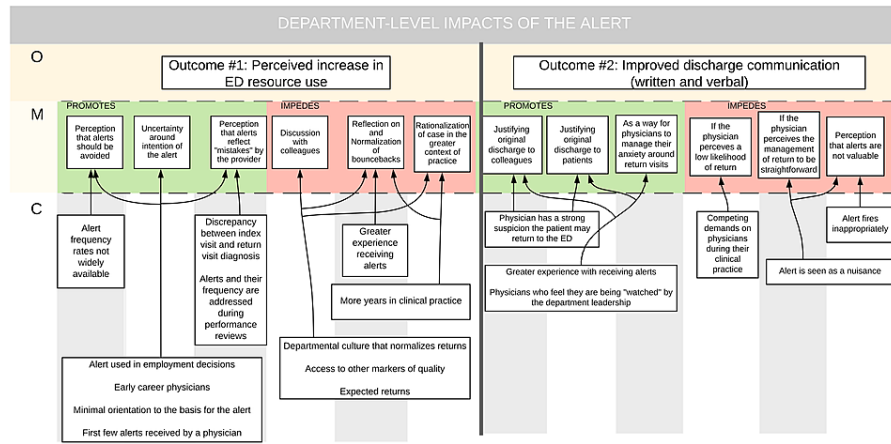 DEPARTMENT-LEVEL IMPACTS OF THE ALERT
O
Outcome #1: Perceived increase in
ED resource use
Outcome #2: Improved discharge communication
(written and verbal)
M
PROMOTES
IMPEDES
PROMOTES
IMPEDES
Perception
that alerts
should be
avoided
Uncertainty
around
intention of
the alert
Perception
that alerts
reflect
"mistakes" by
the provider
Discussion
with
colleagues
Reflection on
and
Normalization
of
bouncebacks
Rationalization
of case in the
greater
context of
practice
Justifying
original
discharge to
colleagues
Justifying
original
discharge to
patients
As a way for
physicians to
manage their
anxiety around
return visits
If the
physician
perceives a
low likelihood
of return
If the
physician
perceives the
management
of return to be
straightforward
Perception
that alerts are
not valuable
C
Alert
frequency
rates not
widely
available
Discrepancy
between index
visit and return
visit diagnosis
Alerts and their
frequency are
addressed
during
performance
reviews
Greater
experience
receiving
alerts
More years in clinical practice
Alert used in employment decisions
Early career physicians
Minimal orientation to the basis for the alert
First few alerts received by a physician
Departmental culture that normalizes returns
Access to other markers of quality
Expected returns
Physician has a strong
suspicion the patient may
return to the ED
Greater experience with receiving alerts
Physicians who feel they are being "watched" by
the department leadership
Competing
demands on
physicians
during their
clinical
practice
Alert fires
inappropriately
Alert is seen as a nuisance